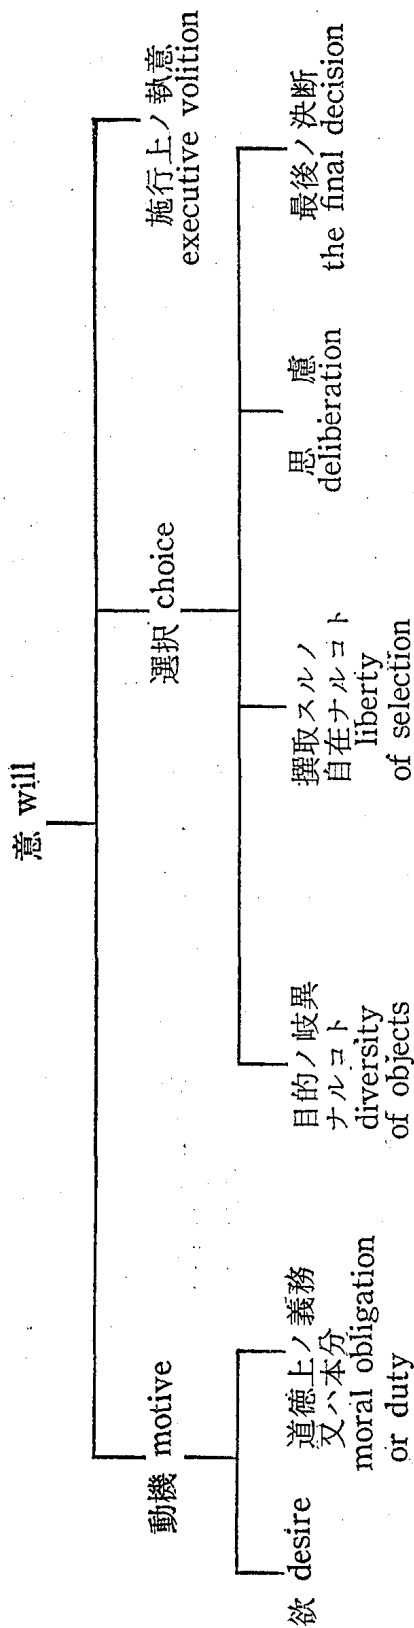 意 will
動機 motive
選択 choice
施行上ノ執意
executive volition
欲 desire
道徳上ノ義務
又ハ本分
moral obligation
or duty
目的ノ岐異
ナルコト
diversity
of objects
撰取スルノ
自在ナルコト
liberty
of selection
思慮
deliberation
最後ノ決断
the final decision